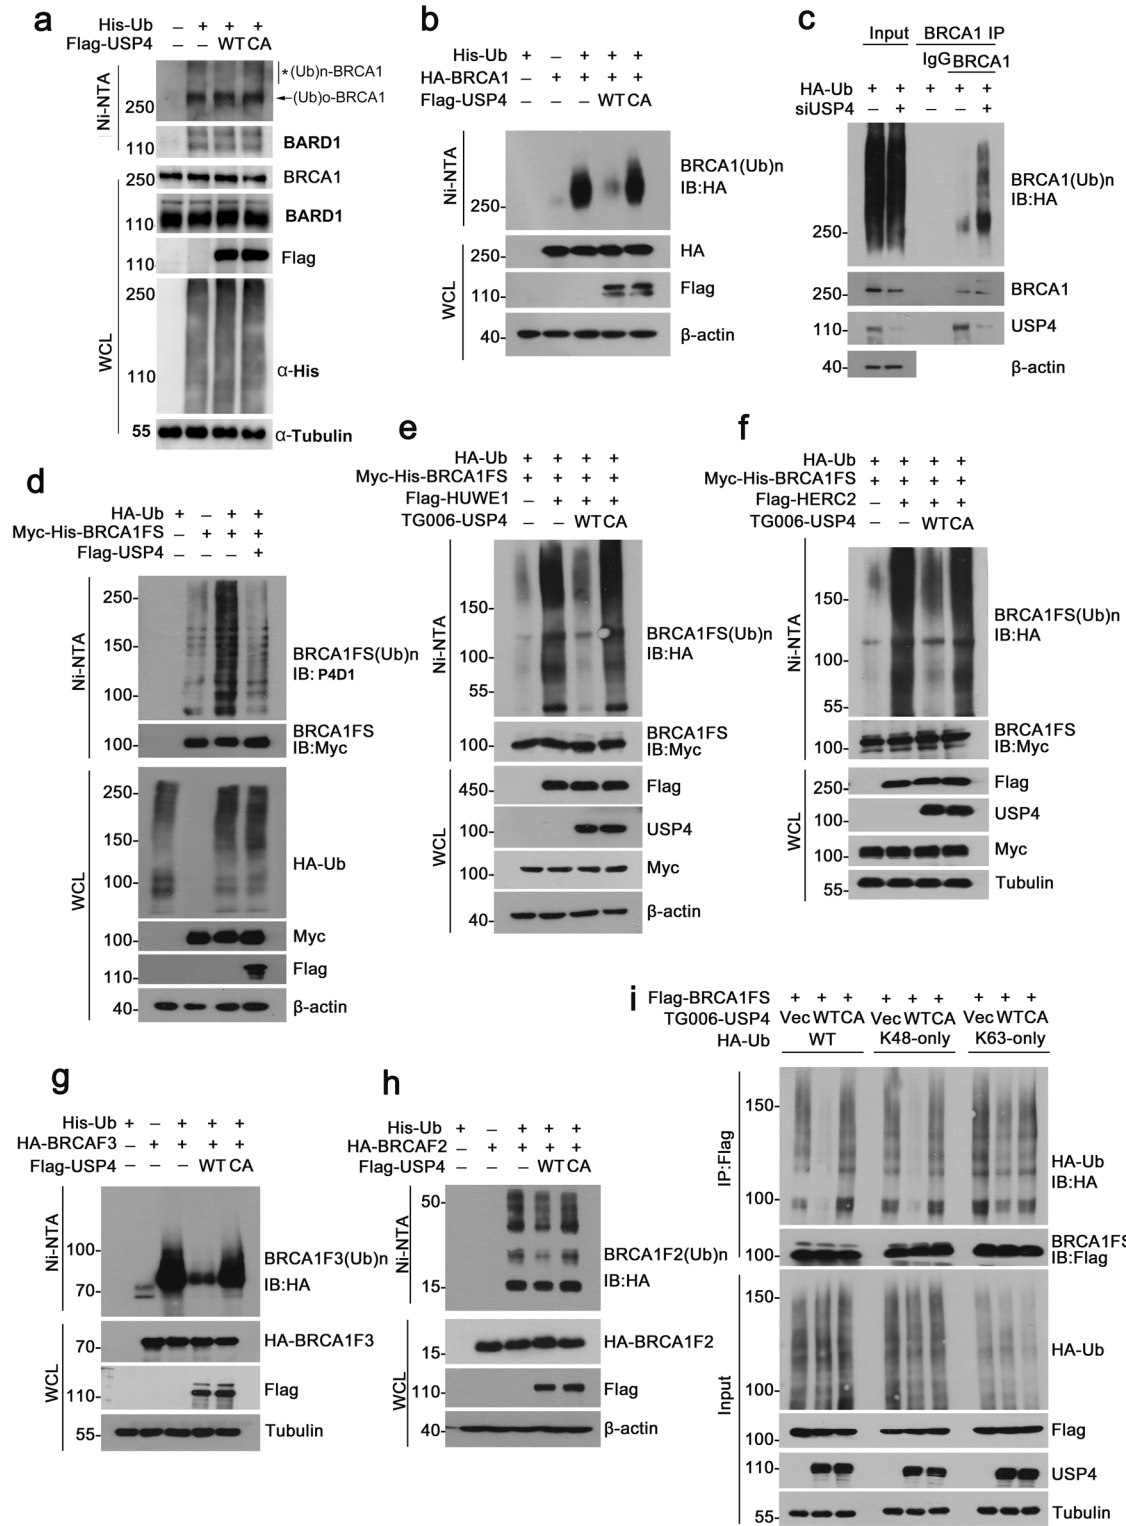 a
His-Ub – + + +
Flag-USP4 – – WT CA
Ni-NTA
*(Ub)n-BRCA1
250
(Ub)o-BRCA1
110
BARD1
WCL
250
BRCA1
110
BARD1
110
Flag
250
110
α-His
55
α-Tubulin
b
His-Ub + – + + +
HA-BRCA1 – + + + +
Flag-USP4 – – – WT CA
Ni-NTA
BRCA1(Ub)n
IB:HA
250-
WCL
250-
HA
110-
Flag
40-
β-actin
c
Input BRCA1 IP
IgG BRCA1
HA-Ub + + + + +
siUSP4 – + – – +
BRCA1(Ub)n
IB:HA
250-
250-
BRCA1
110-
USP4
40-
β-actin
d
HA-Ub + – + +
Myc-His-BRCA1FS – + + +
Flag-USP4 – – – +
Ni-NTA
250-
150-
BRCA1FS(Ub)n
IB: P4D1
100-
100-
BRCA1FS
IB:Myc
WCL
250-
150-
HA-Ub
100-
100-
Myc
110-
Flag
40-
β-actin
e
HA-Ub + + + +
Myc-His-BRCA1FS + + + +
Flag-HUWE1 – + + +
TG006-USP4 – – WT CA
Ni-NTA
150-
BRCA1FS(Ub)n
IB:HA
100-
55-
100-
BRCA1FS
IB:Myc
WCL
450-
Flag
100-
USP4
100-
Myc
40-
β-actin
f
HA-Ub + + + +
Myc-His-BRCA1FS + + + +
Flag-HERC2 – + + +
TG006-USP4 – – WT CA
Ni-NTA
150-
BRCA1FS(Ub)n
IB:HA
100-
55-
100-
BRCA1FS
IB:Myc
WCL
250-
Flag
100-
USP4
100-
Myc
55-
Tubulin
g
His-Ub + – + + +
HA-BRCAF3 – + + + +
Flag-USP4 – – – WT CA
Ni-NTA
100-
BRCA1F3(Ub)n
70-
IB:HA
WCL
70-
HA-BRCA1F3
110-
Flag
55-
Tubulin
h
His-Ub + – + + +
HA-BRCAF2 – + + + +
Flag-USP4 – – – WT CA
Ni-NTA
50-
BRCA1F2(Ub)n
15-
IB:HA
WCL
15-
HA-BRCA1F2
110-
Flag
40-
β-actin
i
Flag-BRCA1FS + + + + + + + + +
TG006-USP4 Vec WT CA Vec WT CA Vec WT CA
HA-Ub WT K48-only K63-only
IP:Flag
150-
HA-Ub
IB:HA
100-
100-
BRCA1FS
IB:Flag
Input
150-
HA-Ub
100-
100-
Flag
110-
USP4
55-
Tubulin